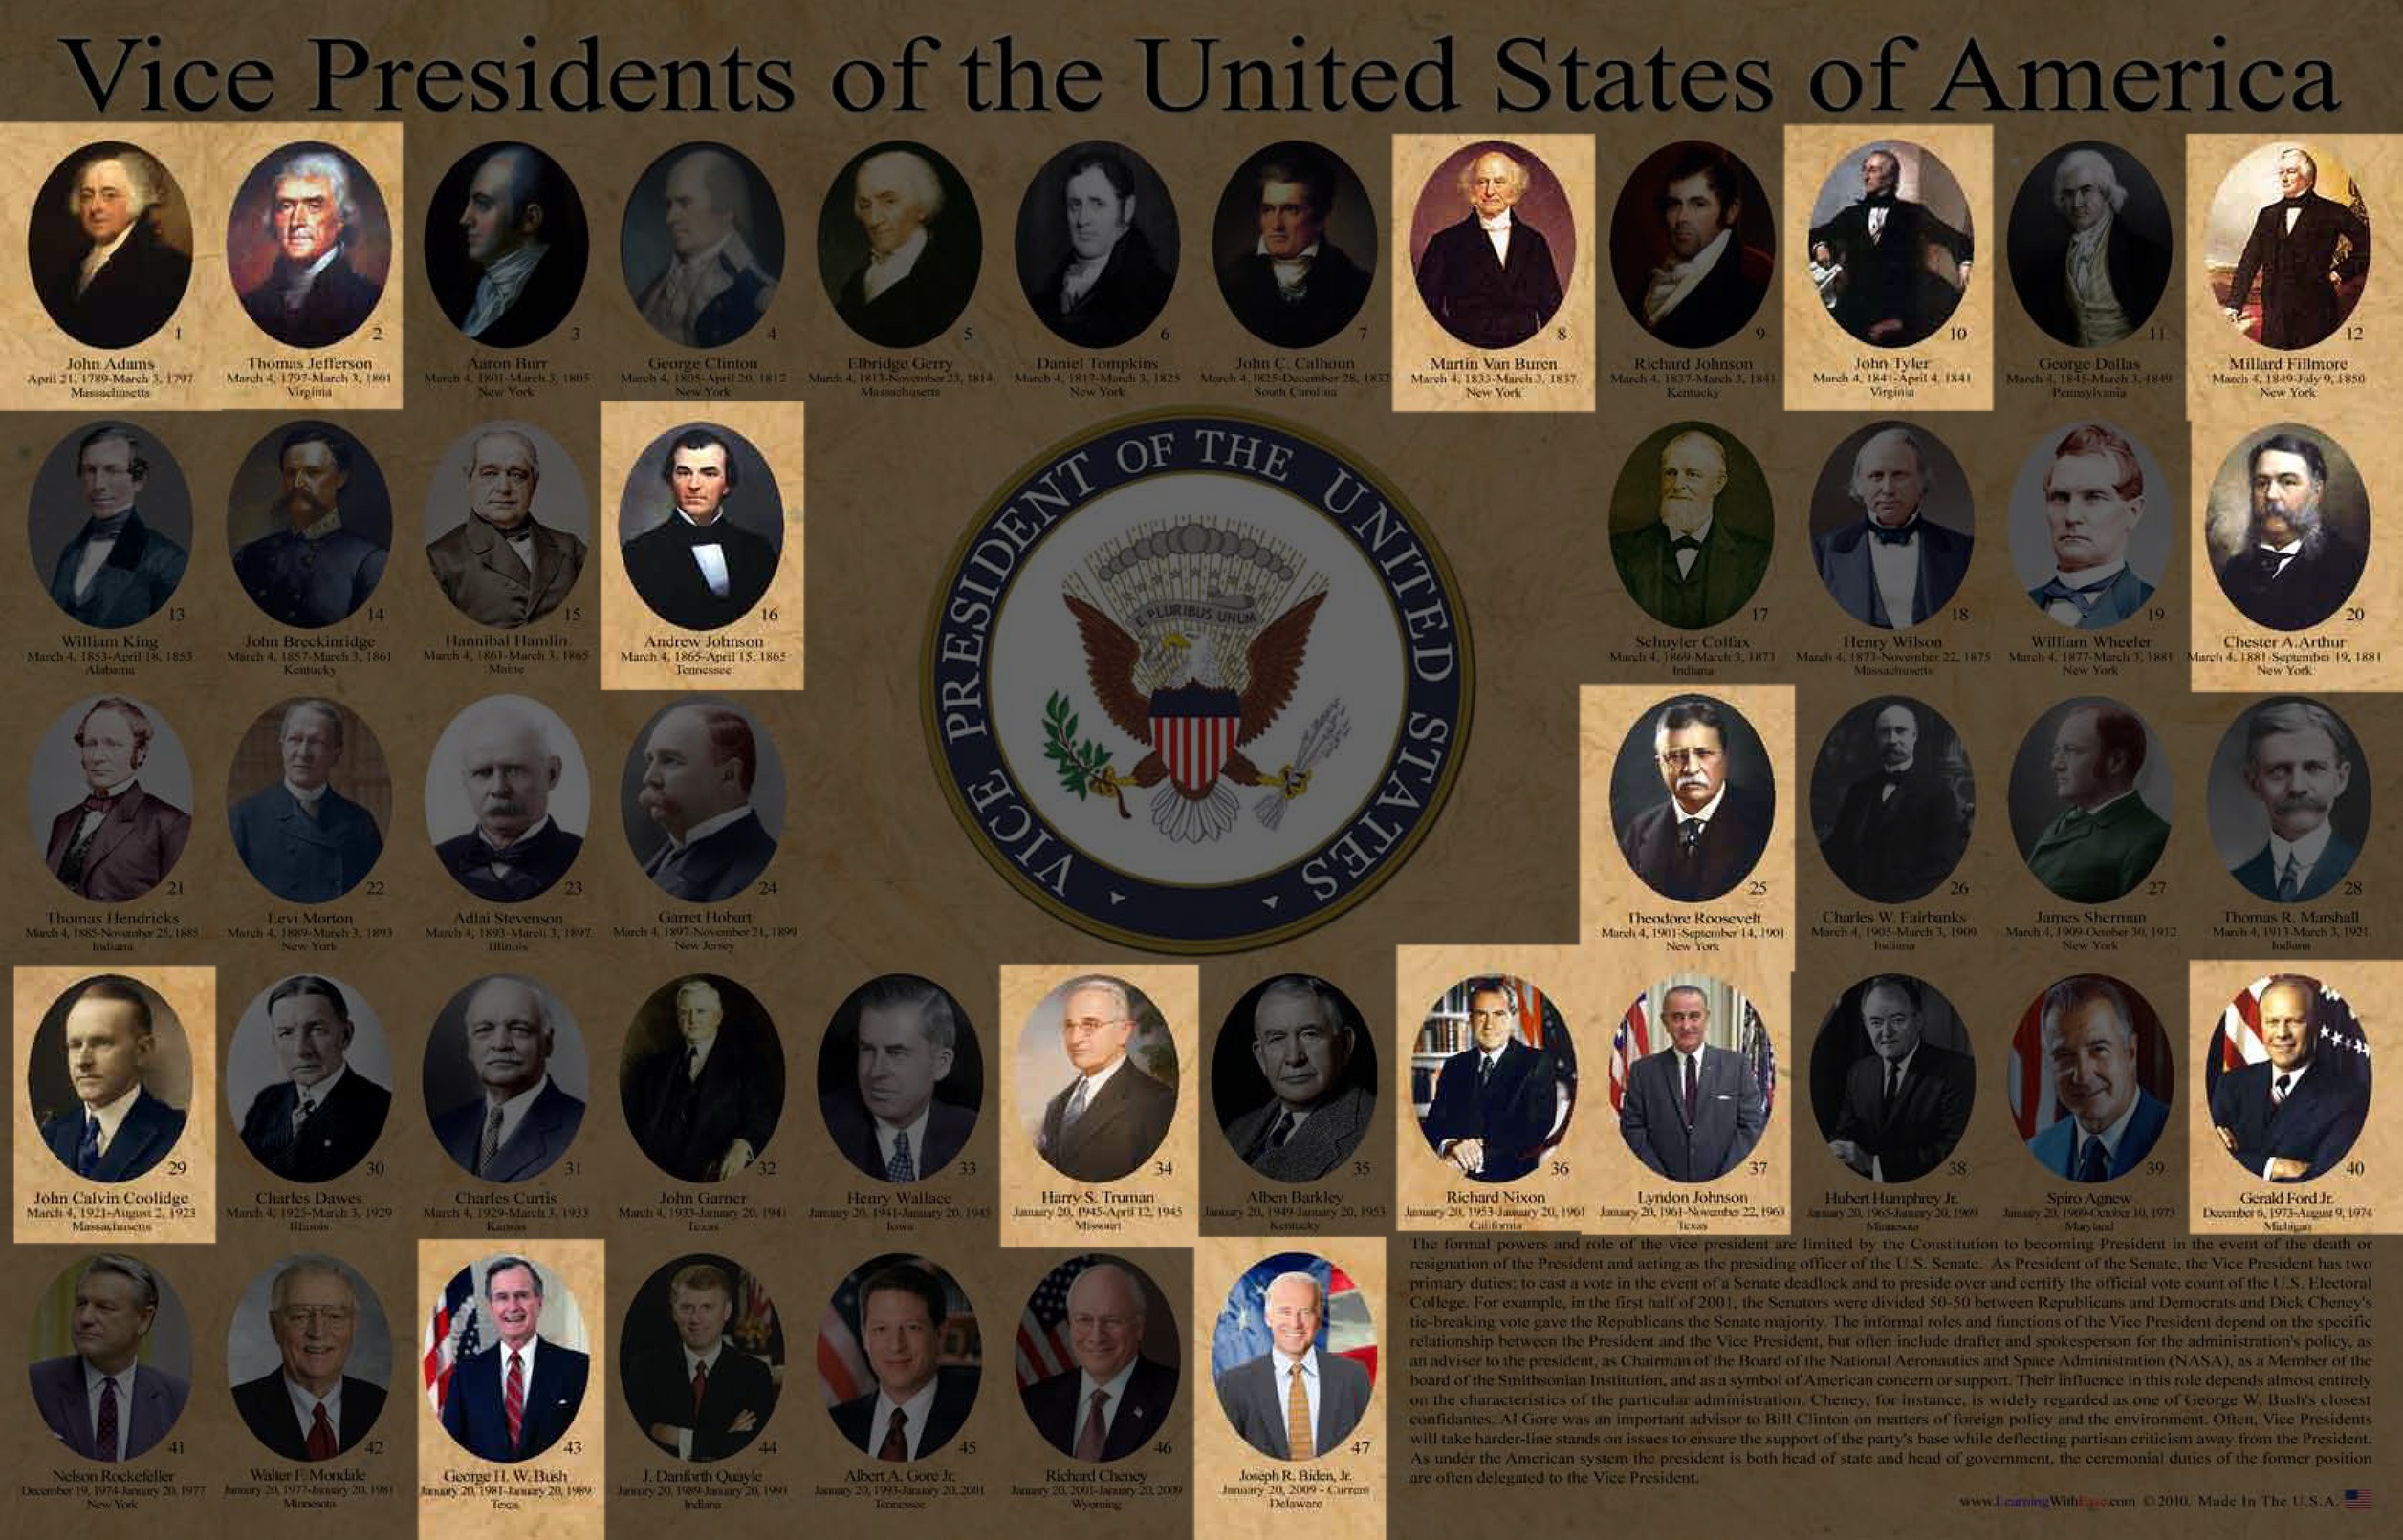 Vice Presidents of the United States of America
1
John Adams
April 21, 1789-March 3, 1797
Massachusetts
2
Thomas Jefferson
March 4, 1797-March 3, 1801
Virginia
3
Aaron Burr
March 4, 1801-March 3, 1805
New York
4
George Clinton
March 4, 1805-April 20, 1812
New York
5
Elbridge Gerry
March 4, 1813-November 23, 1814
Massachusetts
6
Daniel Tompkins
March 4, 1817-March 3, 1825
New York
7
John C. Calhoun
March 4, 1825-December 28, 1832
South Carolina
8
Martin Van Buren
March 4, 1833-March 3, 1837
New York
9
Richard Johnson
March 4, 1837-March 3, 1841
Kentucky
10
John Tyler
March 4, 1841-April 4, 1841
Virginia
11
George Dallas
March 4, 1845-March 3, 1849
Pennsylvania
12
Millard Fillmore
March 4, 1849-July 9, 1850
New York
13
William King
March 4, 1853-April 18, 1853
Alabama
14
John Breckinridge
March 4, 1857-March 3, 1861
Kentucky
15
Hannibal Hamlin
March 4, 1861-March 3, 1865
Maine
16
Andrew Johnson
March 4, 1865-April 15, 1865
Tennessee
VICE PRESIDENT OF THE UNITED STATES
E PLURIBUS UNUM
17
Schuyler Colfax
March 4, 1869-March 3, 1873
Indiana
18
Henry Wilson
March 4, 1873-November 22, 1875
Massachusetts
19
William Wheeler
March 4, 1877-March 3, 1881
New York
20
Chester A.Arthur
March 4, 1881-September 19, 1881
New York
21
Thomas Hendricks
March 4, 1885-November 25, 1885
Indiana
22
Levi Morton
March 4, 1889-March 3, 1893
New York
23
Adlai Stevenson
March 4, 1893-March 3, 1897
Illinois
24
Garret Hobart
March 4, 1897-November 21, 1899
New Jersey
25
Theodore Roosevelt
March 4, 1901-September 14, 1901
New York
26
Charles W. Fairbanks
March 4, 1905-March 3, 1909
Indiana
27
James Sherman
March 4, 1909-October 30, 1912
New York
28
Thomas R. Marshall
March 4, 1913-March 3, 1921
Indiana
29
John Calvin Coolidge
March 4, 1921-August 2, 1923
Massachusetts
30
Charles Dawes
March 4, 1925-March 3, 1929
Illinois
31
Charles Curtis
March 4, 1929-March 3, 1933
Kansas
32
John Garner
March 4, 1933-January 20, 1941
Texas
33
Henry Wallace
January 20, 1941-January 20, 1945
Iowa
34
Harry S. Truman
January 20, 1945-April 12, 1945
Missouri
35
Alben Barkley
January 20, 1949-January 20, 1953
Kentucky
36
Richard Nixon
January 20, 1953-January 20, 1961
California
37
Lyndon Johnson
January 20, 1961-November 22, 1963
Texas
38
Hubert Humphrey Jr.
January 20, 1965-January 20, 1969
Minnesota
39
Spiro Agnew
January 20, 1969-October 10, 1973
Maryland
40
Gerald Ford Jr.
December 6, 1973-August 9, 1974
Michigan
41
Nelson Rockefeller
December 19, 1974-January 20, 1977
New York
42
Walter F. Mondale
January 20, 1977-January 20, 1981
Minnesota
43
George H. W. Bush
January 20, 1981-January 20, 1989
Texas
44
J. Danforth Quayle
January 20, 1989-January 20, 1993
Indiana
45
Albert A. Gore Jr.
January 20, 1993-January 20, 2001
Tennessee
46
Richard Cheney
January 20, 2001-January 20, 2009
Wyoming
47
Joseph R. Biden, Jr.
January 20, 2009 - Current
Delaware
The formal powers and role of the vice president are limited by the Constitution to becoming President in the event of the death or
resignation of the President and acting as the presiding officer of the U.S. Senate. As President of the Senate, the Vice President has two
primary duties: to cast a vote in the event of a Senate deadlock and to preside over and certify the official vote count of the U.S. Electoral
College. For example, in the first half of 2001, the Senators were divided 50-50 between Republicans and Democrats and Dick Cheney's
tie-breaking vote gave the Republicans the Senate majority. The informal roles and functions of the Vice President depend on the specific
relationship between the President and the Vice President, but often include drafter and spokesperson for the administration's policy, as
an adviser to the president, as Chairman of the Board of the National Aeronautics and Space Administration (NASA), as a Member of the
board of the Smithsonian Institution, and as a symbol of American concern or support. Their influence in this role depends almost entirely
on the characteristics of the particular administration. Cheney, for instance, is widely regarded as one of George W. Bush's closest
confidantes. Al Gore was an important advisor to Bill Clinton on matters of foreign policy and the environment. Often, Vice Presidents
will take harder-line stands on issues to ensure the support of the party's base while deflecting partisan criticism away from the President.
As under the American system the president is both head of state and head of government, the ceremonial duties of the former position
are often delegated to the Vice President.
www.LearningWithEase.com ©2010. Made In The U.S.A.